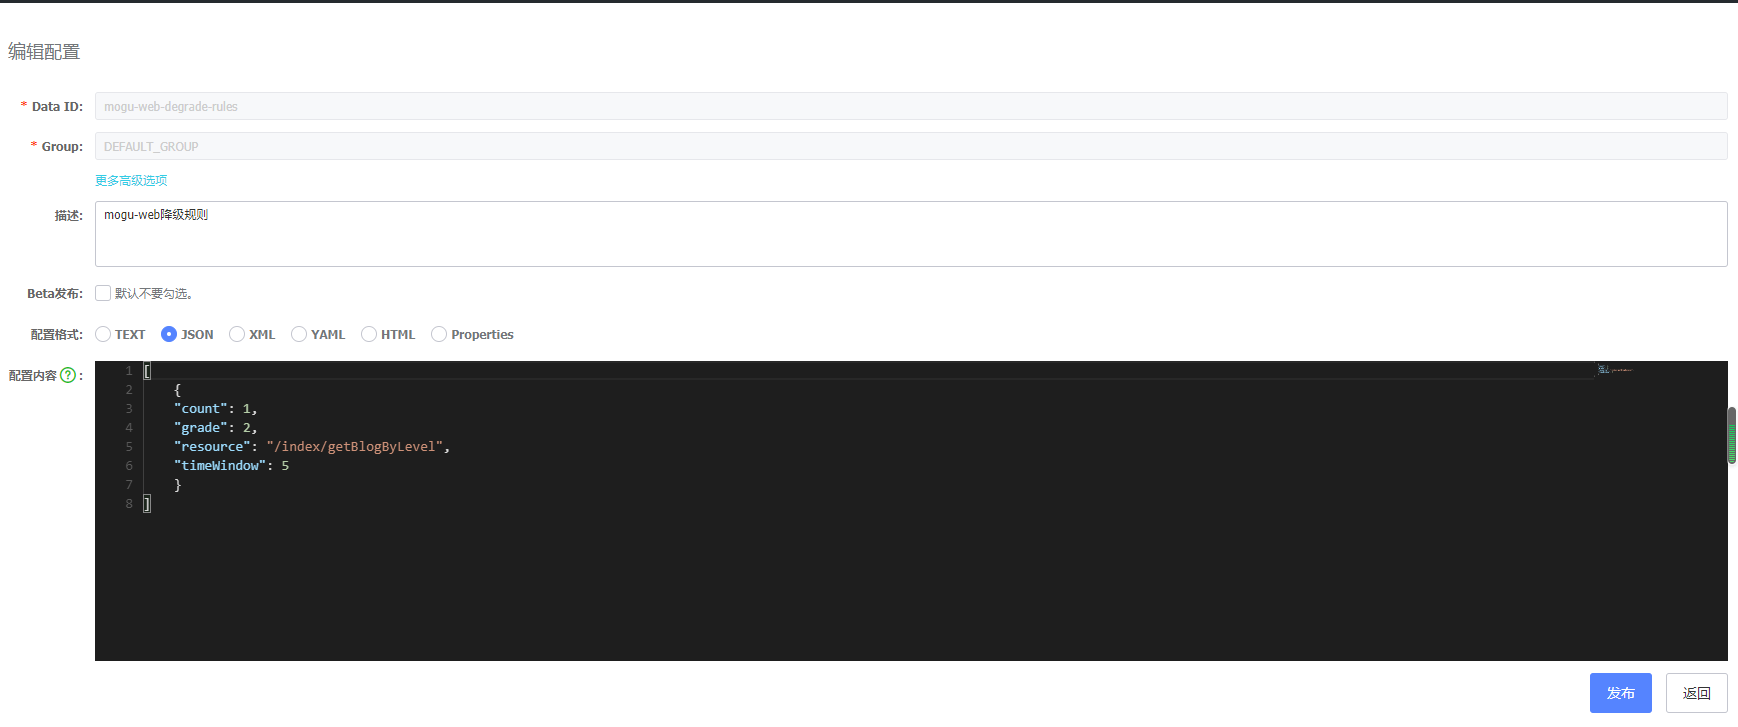 编辑配置
* Data ID: mogu-web-degrade-rules
* Group: DEFAULT_GROUP
更多高级选项
描述: mogu-web降级规则
Beta发布: 默认不要勾选。
配置格式: TEXT JSON XML YAML HTML Properties
配置内容 ? :
1 [
2 {
3 "count": 1,
4 "grade": 2,
5 "resource": "/index/getBlogByLevel",
6 "timeWindow": 5
7 }
8 ]
发布 返回